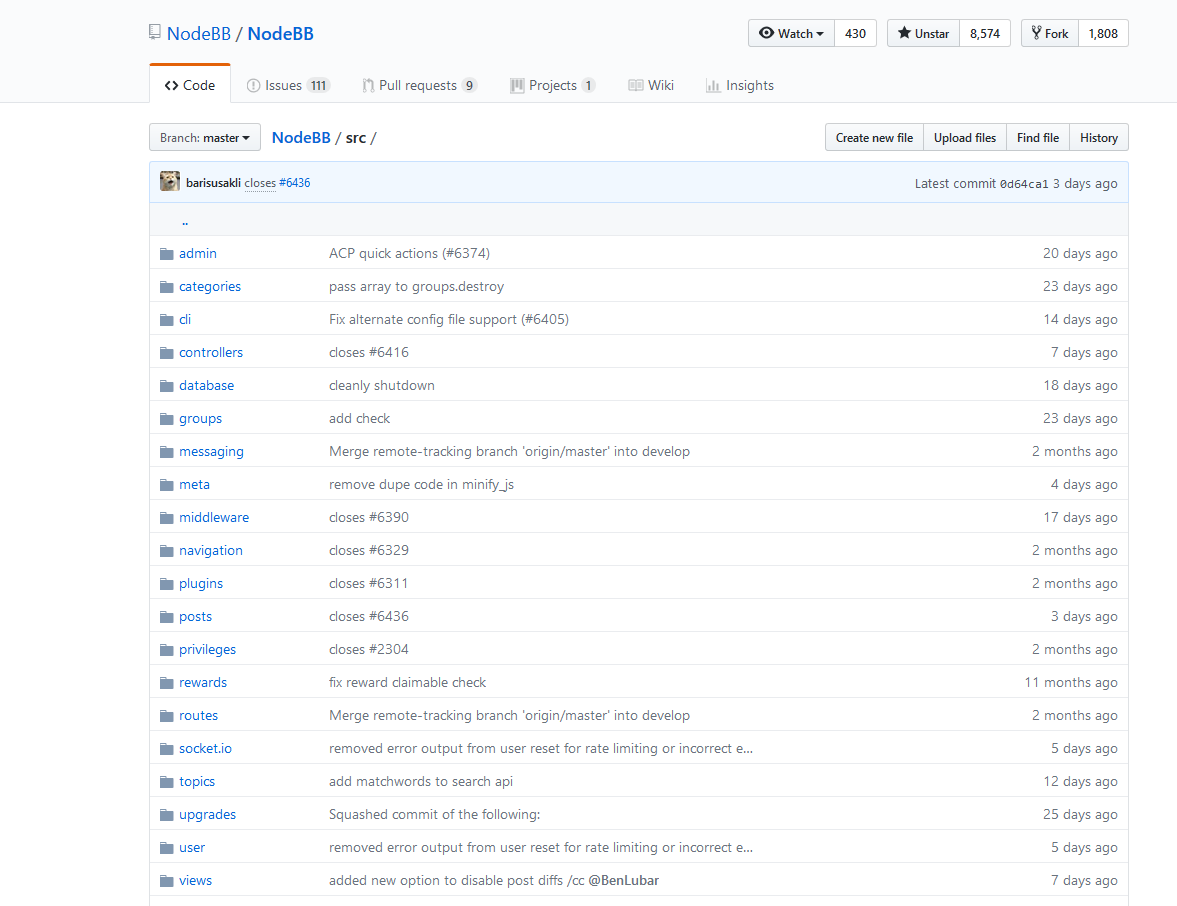 NodeBB / NodeBB Watch 430 Unstar 8,574 Fork 1,808
Code Issues 111 Pull requests 9 Projects 1 Wiki Insights
Branch: master NodeBB / src / Create new file Upload files Find file History
barisusakli closes #6436 Latest commit 0d64ca1 3 days ago
..
admin ACP quick actions (#6374) 20 days ago
categories pass array to groups.destroy 23 days ago
cli Fix alternate config file support (#6405) 14 days ago
controllers closes #6416 7 days ago
database cleanly shutdown 18 days ago
groups add check 23 days ago
messaging Merge remote-tracking branch 'origin/master' into develop 2 months ago
meta remove dupe code in minify_js 4 days ago
middleware closes #6390 17 days ago
navigation closes #6329 2 months ago
plugins closes #6311 2 months ago
posts closes #6436 3 days ago
privileges closes #2304 2 months ago
rewards fix reward claimable check 11 months ago
routes Merge remote-tracking branch 'origin/master' into develop 2 months ago
socket.io removed error output from user reset for rate limiting or incorrect e... 5 days ago
topics add matchwords to search api 12 days ago
upgrades Squashed commit of the following: 25 days ago
user removed error output from user reset for rate limiting or incorrect e... 5 days ago
views added new option to disable post diffs /cc @BenLubar 7 days ago